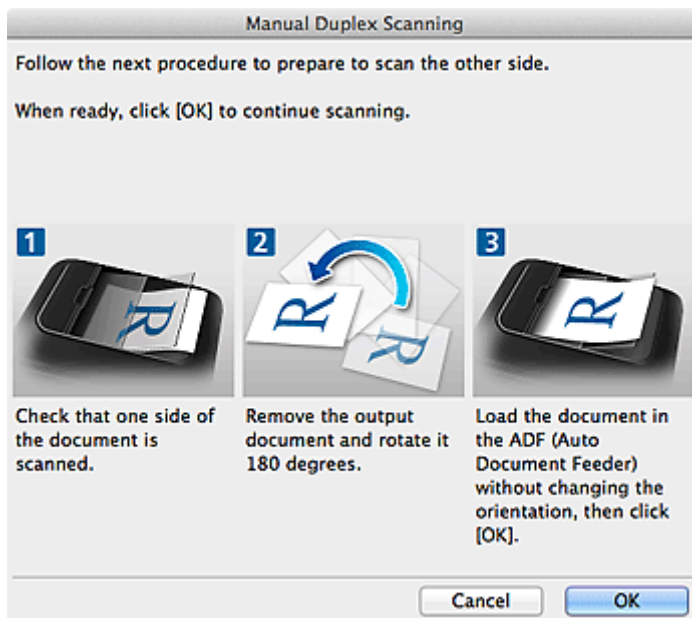 Manual Duplex Scanning
Follow the next procedure to prepare to scan the other side.
When ready, click [OK] to continue scanning.
1
R
Check that one side of
the document is
scanned.
2
R
R
Remove the output
document and rotate it
180 degrees.
3
R
Load the document in
the ADF (Auto
Document Feeder)
without changing the
orientation, then click
[OK].
Cancel
OK